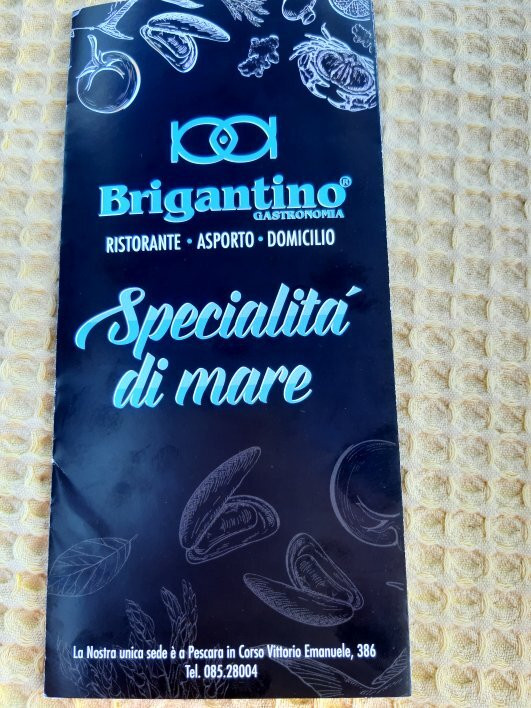 Brigantino®
GASTRONOMIA
RISTORANTE • ASPORTO • DOMICILIO
Specialitá
di mare
La Nostra unica sede è a Pescara in Corso Vittorio Emanuele, 386
Tel. 085.28004